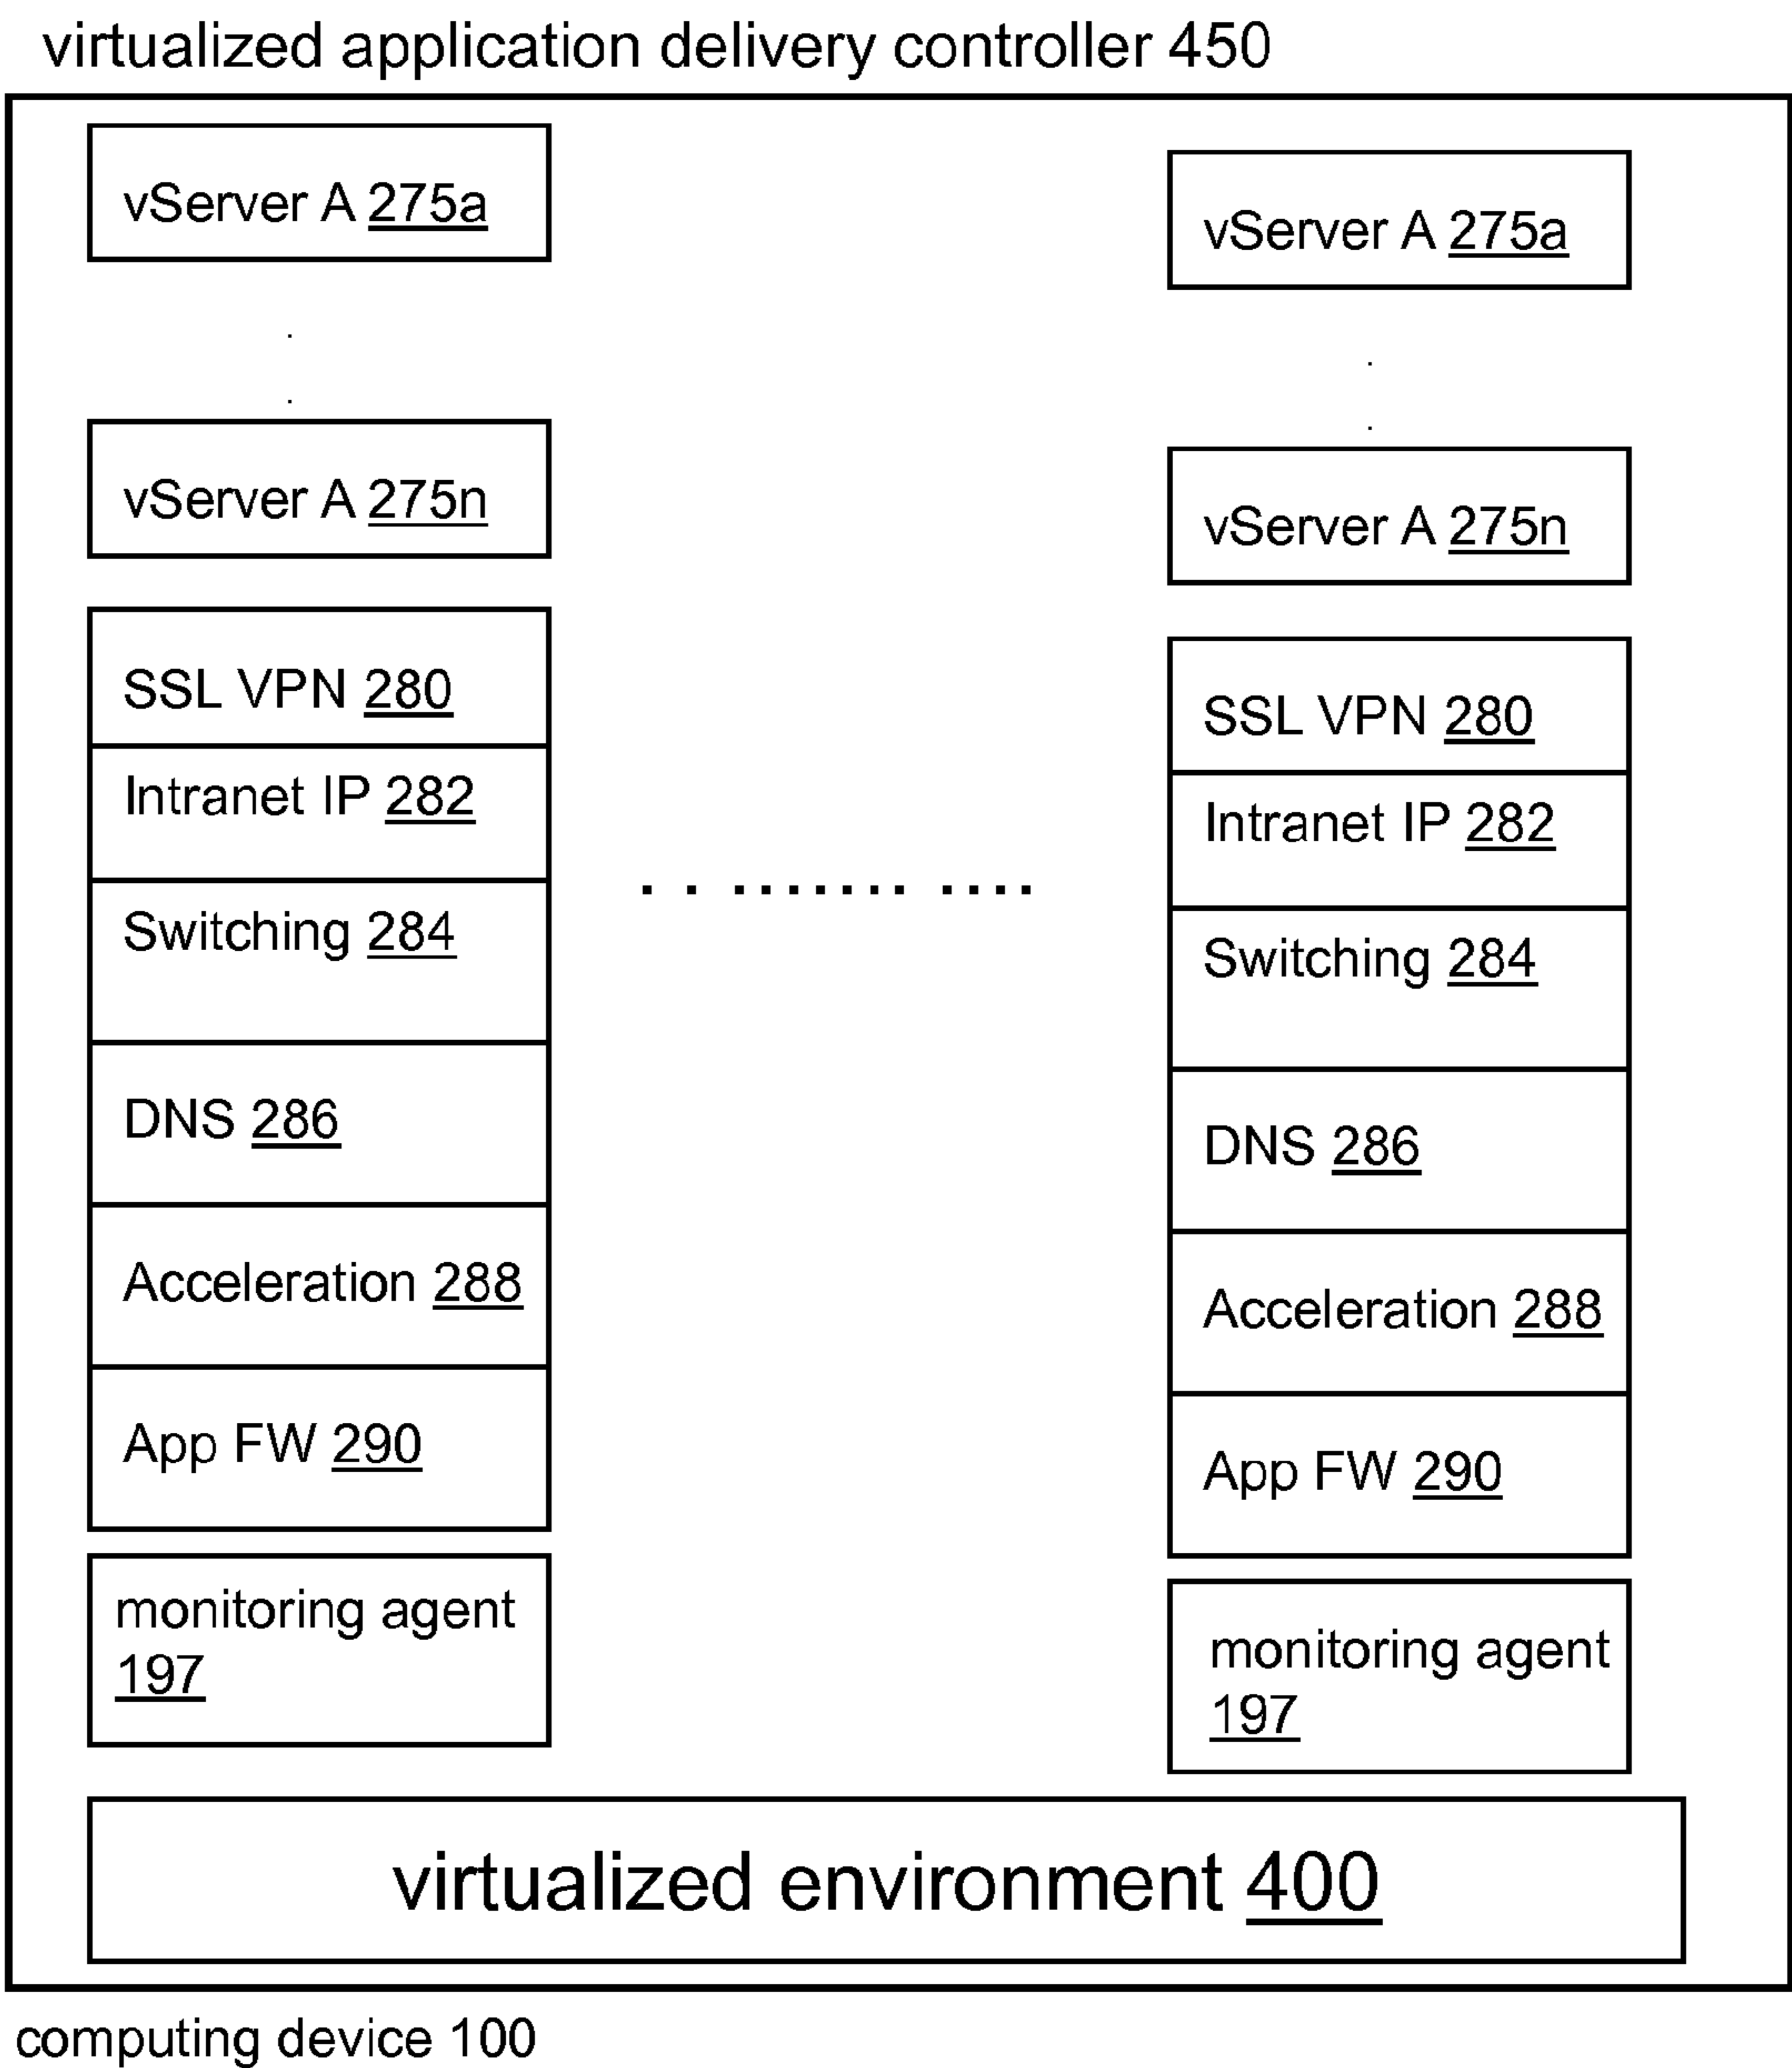 virtualized application delivery controller 450
vServer A 275a
vServer A 275n
SSL VPN 280
Intranet IP 282
Switching 284
DNS 286
Acceleration 288
App FW 290
monitoring agent
197
vServer A 275a
vServer A 275n
SSL VPN 280
Intranet IP 282
Switching 284
DNS 286
Acceleration 288
App FW 290
monitoring agent
197
virtualized environment 400
computing device 100